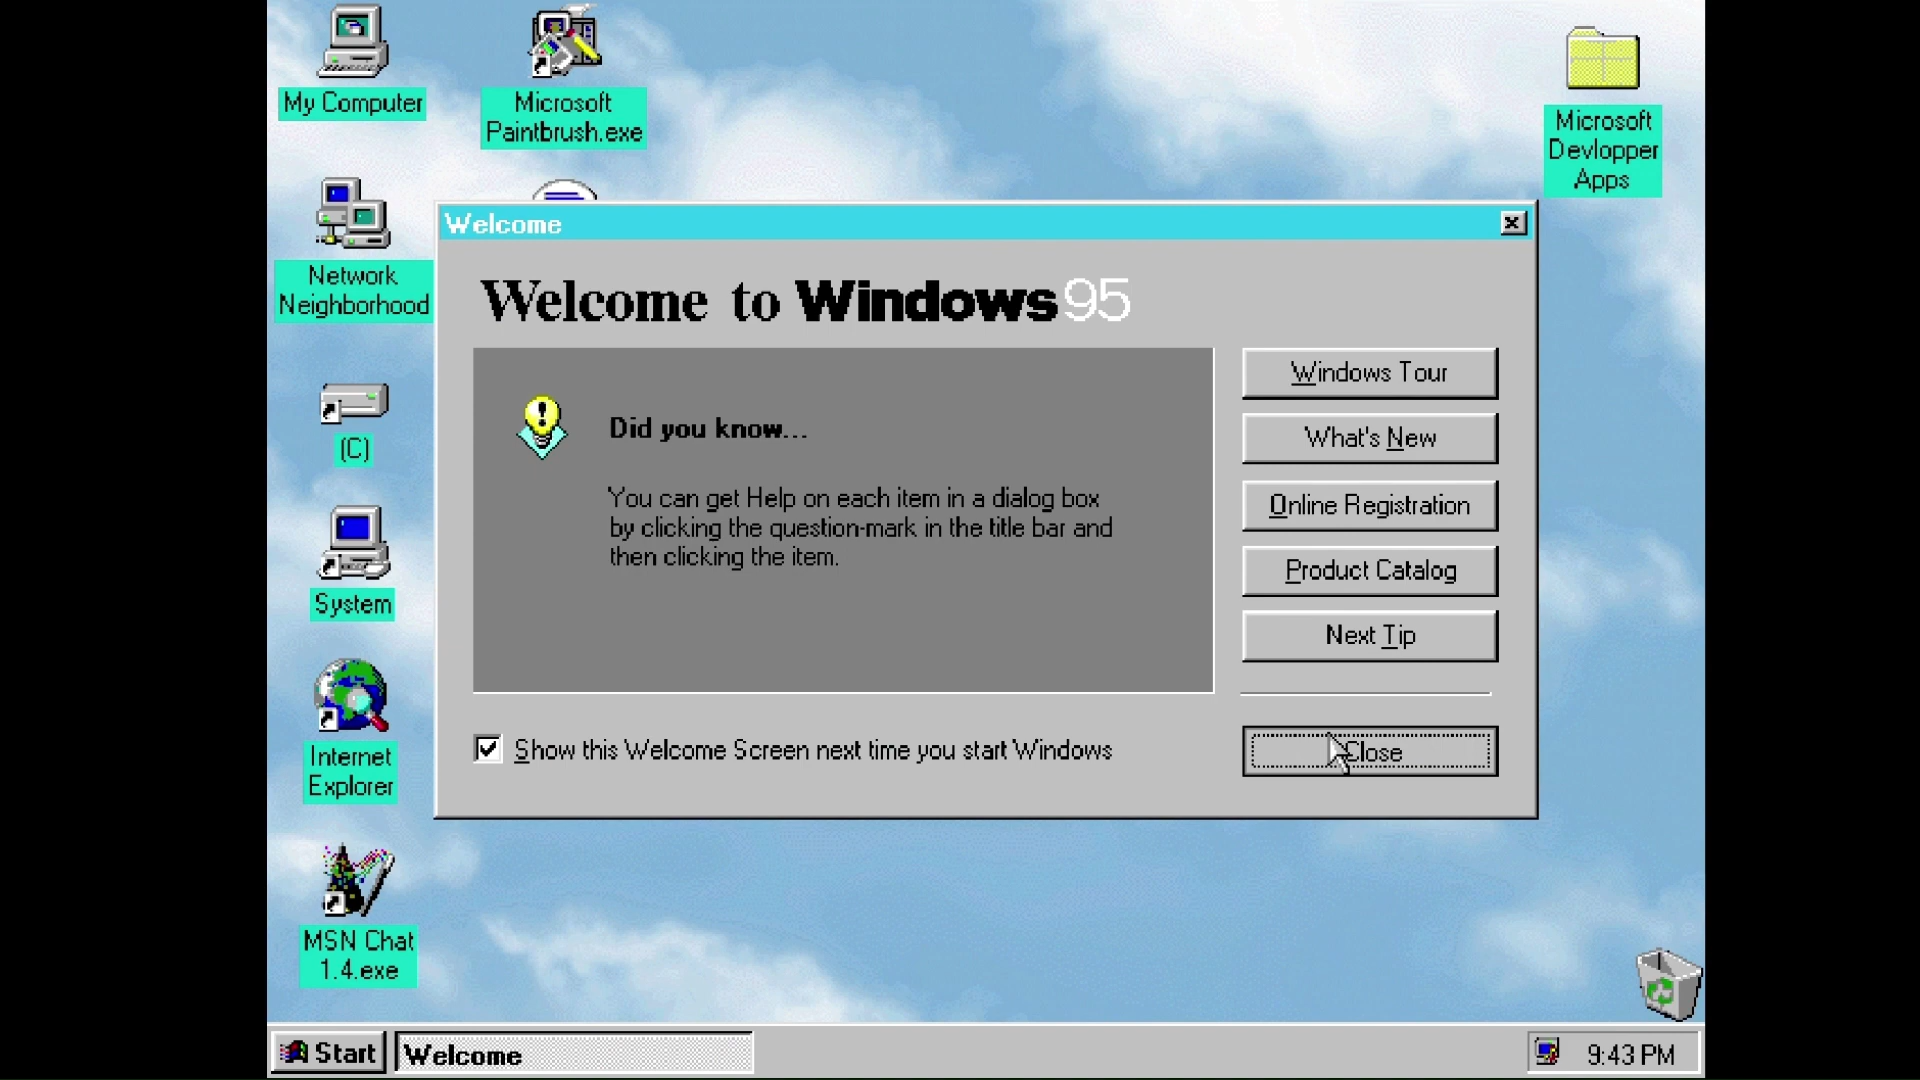 My Computer
Microsoft
Paintbrush.exe
Microsoft
Devlopper
Apps
Network
Neighborhood
(C)
System
Internet
Explorer
MSN Chat
1.4.exe
Welcome
Welcome to Windows 95
Did you know...
You can get Help on each item in a dialog box
by clicking the question-mark in the title bar and
then clicking the item.
Windows Tour
What's New
Online Registration
Product Catalog
Next Tip
Show this Welcome Screen next time you start Windows
Close
Start
Welcome
9:43 PM